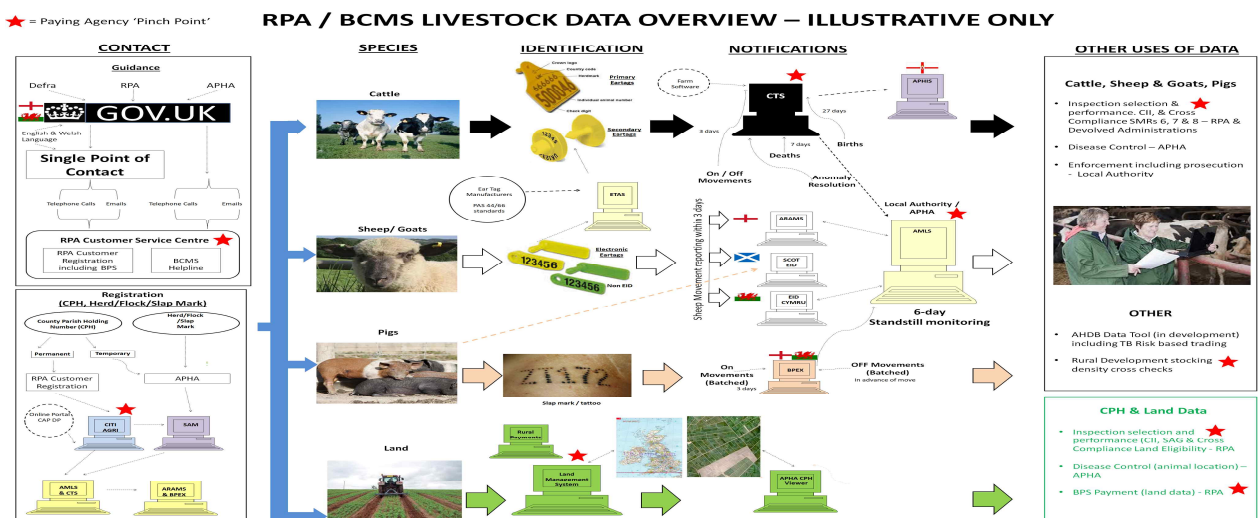 = Paying Agency ‘Pinch Point’
RPA / BCMS LIVESTOCK DATA OVERVIEW – ILLUSTRATIVE ONLY
CONTACT
Guidance
Defra RPA APHA
GOV.UK
English & Welsh
Language
Single Point of
Contact
Telephone Calls Emails Telephone Calls Emails
RPA Customer Service Centre
RPA Customer
Registration
including BPS
BCMS
Helpline
Registration
(CPH, Herd/Flock/Slap Mark)
County Parish Holding
Number (CPH)
Herd/Flock
/Slap
Mark
Permanent Temporary
RPA Customer
Registration
APHA
Online Portal
CAP DP
CITI
AGRI
SAM
AMLS
& CTS
ARAMS
& BPEX
SPECIES
Cattle
Sheep/ Goats
Pigs
Land
IDENTIFICATION
Crown logo
Country code
Herdmark
Individual animal number
Check digit
Primary
Eartags
Secondary
Eartags
Ear Tag
Manufacturers
PAS 44/66
standards
ETAS
Electronic
Eartags
123456
123456
Non EID
Slap mark / tattoo
Rural
Payments
Land
Management
System
NOTIFICATIONS
Farm
Software
CTS
APHIS
27 days
3 days
7 days
Births
Deaths
On / Off
Movements
Anomaly
Resolution
Sheep Movement reporting within 3 days
ARAMS
SCOT
EID
EID
CYMRU
Local Authority /
APHA
AMLS
6-day
Standstill monitoring
On
Movements
(Batched)
3 days
BPEX
OFF Movements
(Batched)
In advance of move
APHA CPH
Viewer
OTHER USES OF DATA
Cattle, Sheep & Goats, Pigs
• Inspection selection &
performance. CII, & Cross
Compliance SMRs 6, 7 & 8 – RPA &
Devolved Administrations
• Disease Control – APHA
• Enforcement including prosecution
- Local Authority
OTHER
• AHDB Data Tool (in development)
including TB Risk based trading
• Rural Development stocking
density cross checks
CPH & Land Data
• Inspection selection and
performance (CII, SAG & Cross
Compliance Land Eligibility - RPA
• Disease Control (animal location) –
APHA
• BPS Payment (land data) - RPA